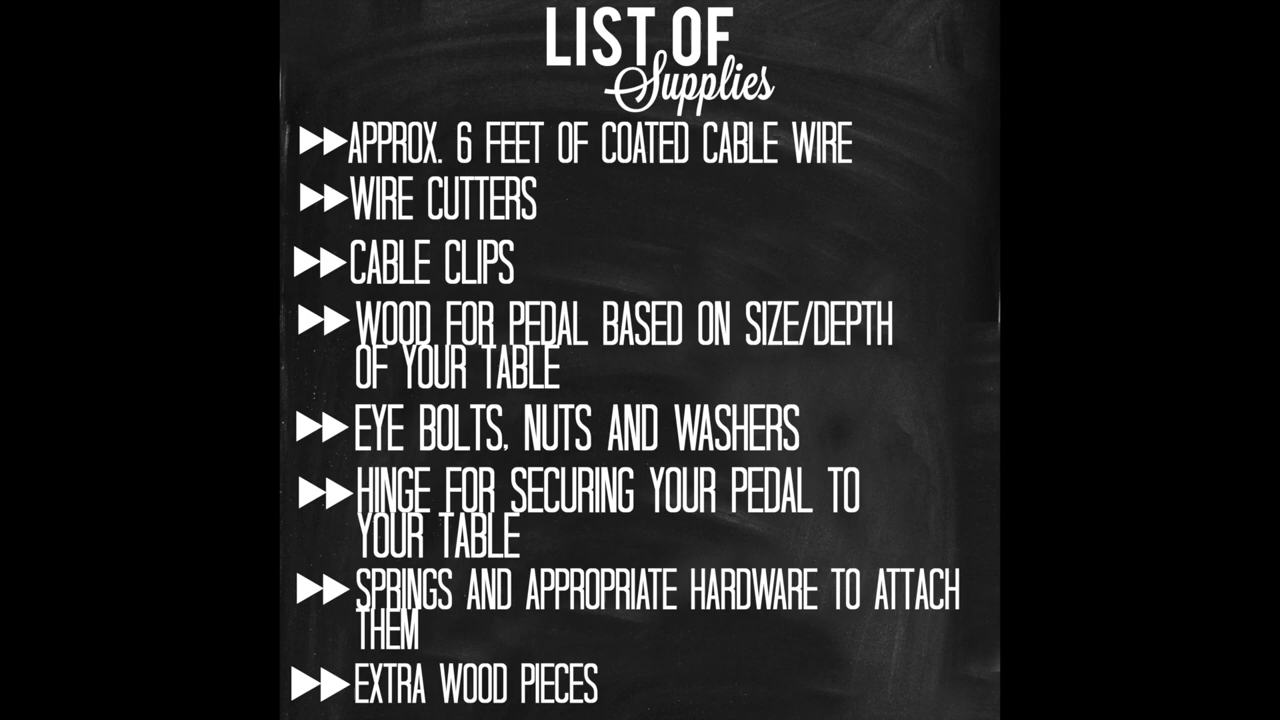 LIST OF
Supplies
APPROX. 6 FEET OF COATED CABLE WIRE
WIRE CUTTERS
CABLE CLIPS
WOOD FOR PEDAL BASED ON SIZE/DEPTH
OF YOUR TABLE
EYE BOLTS, NUTS AND WASHERS
HINGE FOR SECURING YOUR PEDAL TO
YOUR TABLE
SPRINGS AND APPROPRIATE HARDWARE TO ATTACH
THEM
EXTRA WOOD PIECES